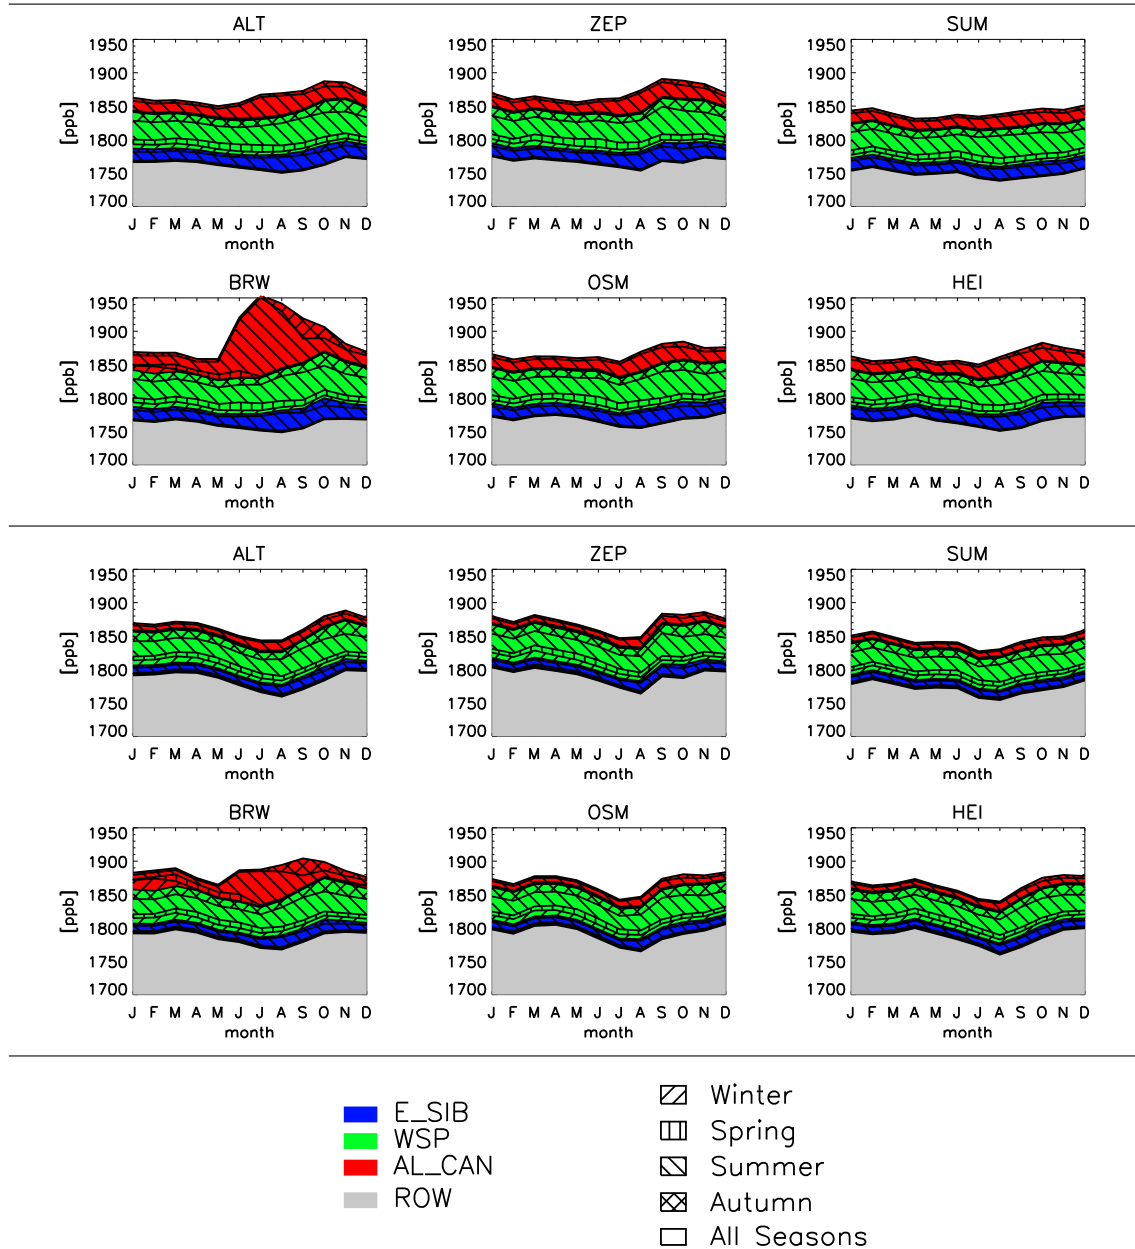 ALT ZEP SUM
1950 1950 1950
1900 1900 1900
1850 1850 1850
[ppb] [ppb] [ppb]
1800 1800 1800
1750 1750 1750
1700 1700 1700
J F M A M J J A S O N D J F M A M J J A S O N D J F M A M J J A S O N D
month month month
BRW OSM HEI
1950 1950 1950
1900 1900 1900
1850 1850 1850
[ppb] [ppb] [ppb]
1800 1800 1800
1750 1750 1750
1700 1700 1700
J F M A M J J A S O N D J F M A M J J A S O N D J F M A M J J A S O N D
month month month
ALT ZEP SUM
1950 1950 1950
1900 1900 1900
1850 1850 1850
[ppb] [ppb] [ppb]
1800 1800 1800
1750 1750 1750
1700 1700 1700
J F M A M J J A S O N D J F M A M J J A S O N D J F M A M J J A S O N D
month month month
BRW OSM HEI
1950 1950 1950
1900 1900 1900
1850 1850 1850
[ppb] [ppb] [ppb]
1800 1800 1800
1750 1750 1750
1700 1700 1700
J F M A M J J A S O N D J F M A M J J A S O N D J F M A M J J A S O N D
month month month
E_SIB
WSP
AL_CAN
ROW
Winter
Spring
Summer
Autumn
All Seasons